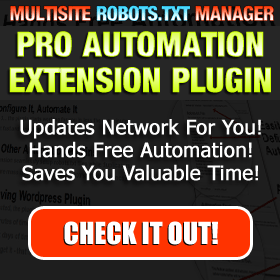 MULTISITE ROBOTS.TXT MANAGER
PRO AUTOMATION
EXTENSION PLUGIN
Updates Network For You!
Hands Free Automation!
Saves You Valuable Time!
CHECK IT OUT!